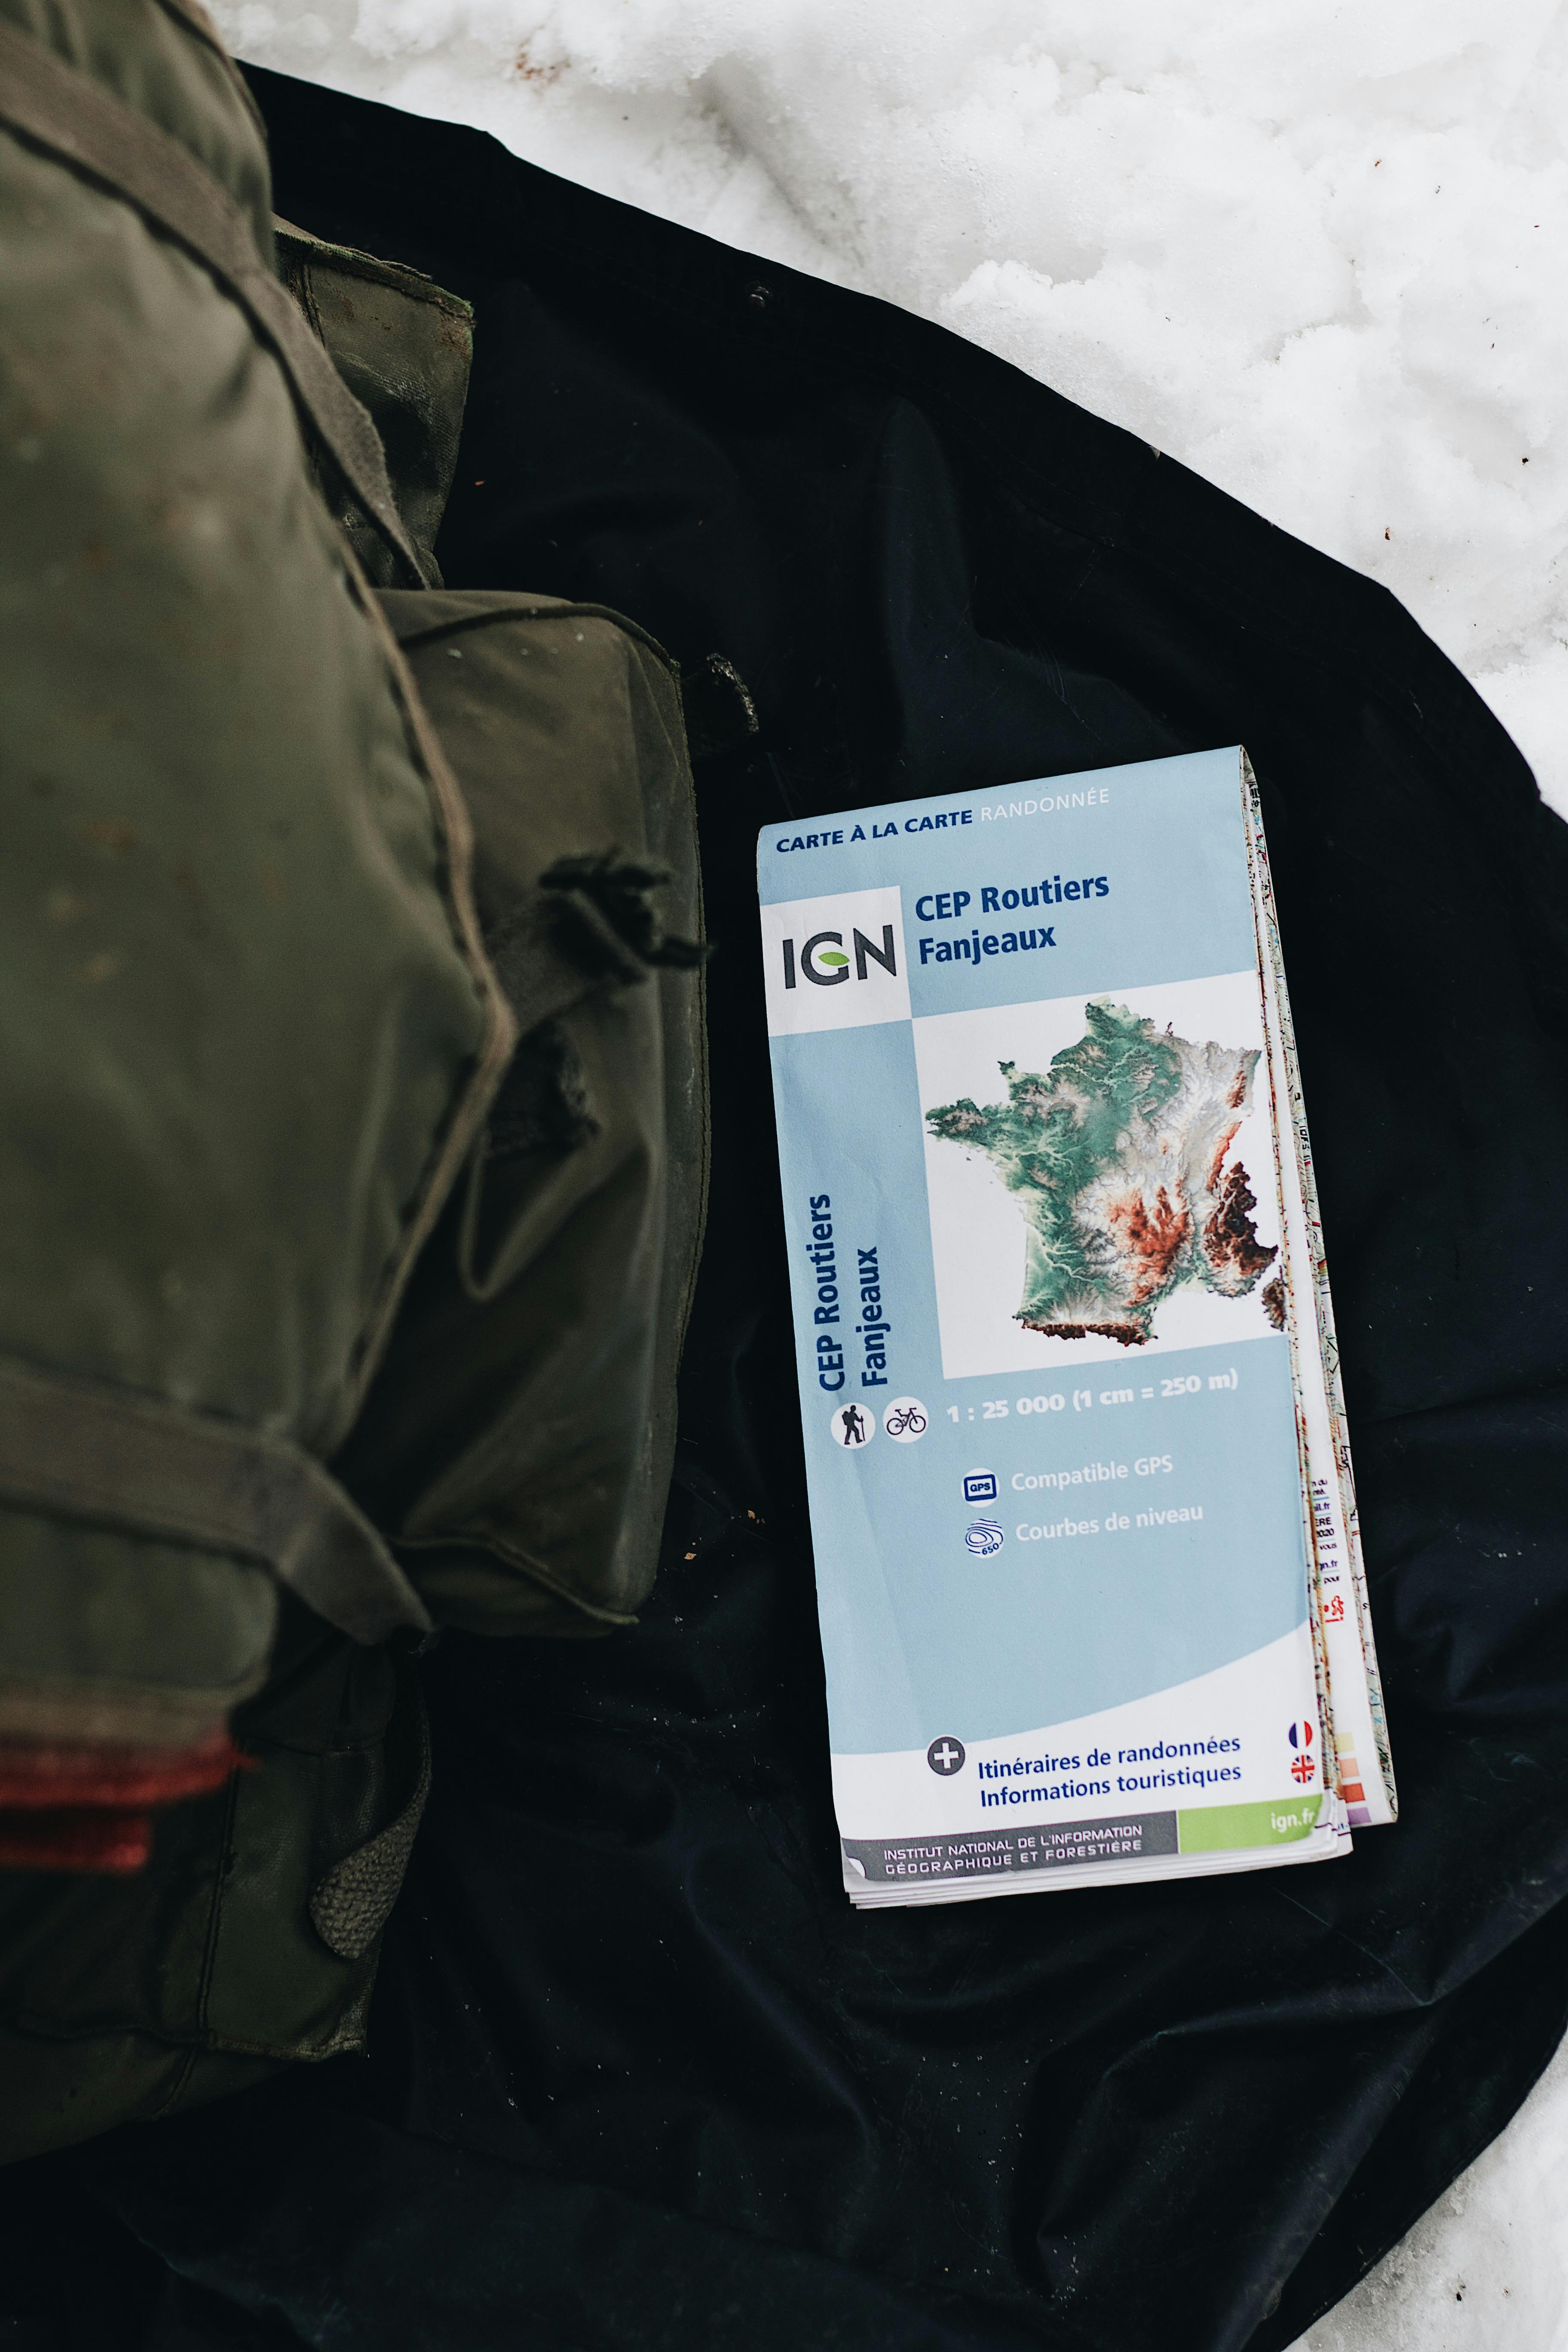 CARTE À LA CARTE RANDONNÉE
IGN
CEP Routiers
Fanjeaux
CEP Routiers
Fanjeaux
1 : 25 000 (1 cm = 250 m)
GPS
Compatible GPS
650
Courbes de niveau
Itinéraires de randonnées
Informations touristiques
INSTITUT NATIONAL DE L'INFORMATION
GÉOGRAPHIQUE ET FORESTIÈRE
ign.fr